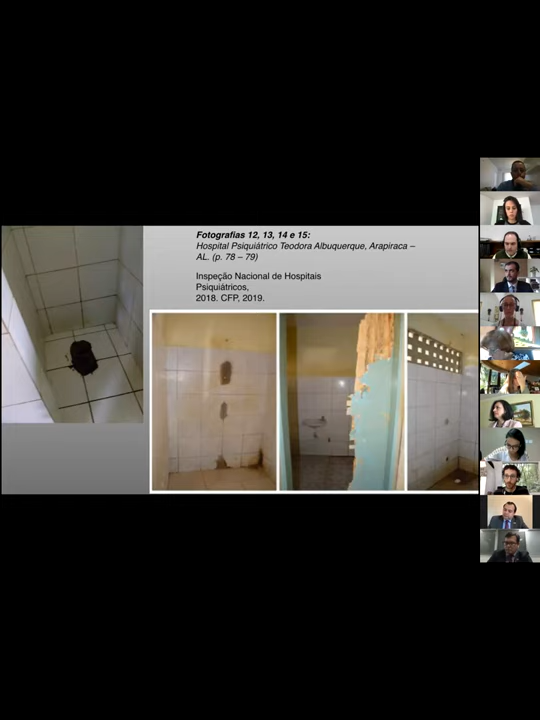 Fotografias 12, 13, 14 e 15:
Hospital Psiquiátrico Teodora Albuquerque, Arapiraca –
AL. (p. 78 – 79)
Inspeção Nacional de Hospitais
Psiquiátricos,
2018. CFP, 2019.